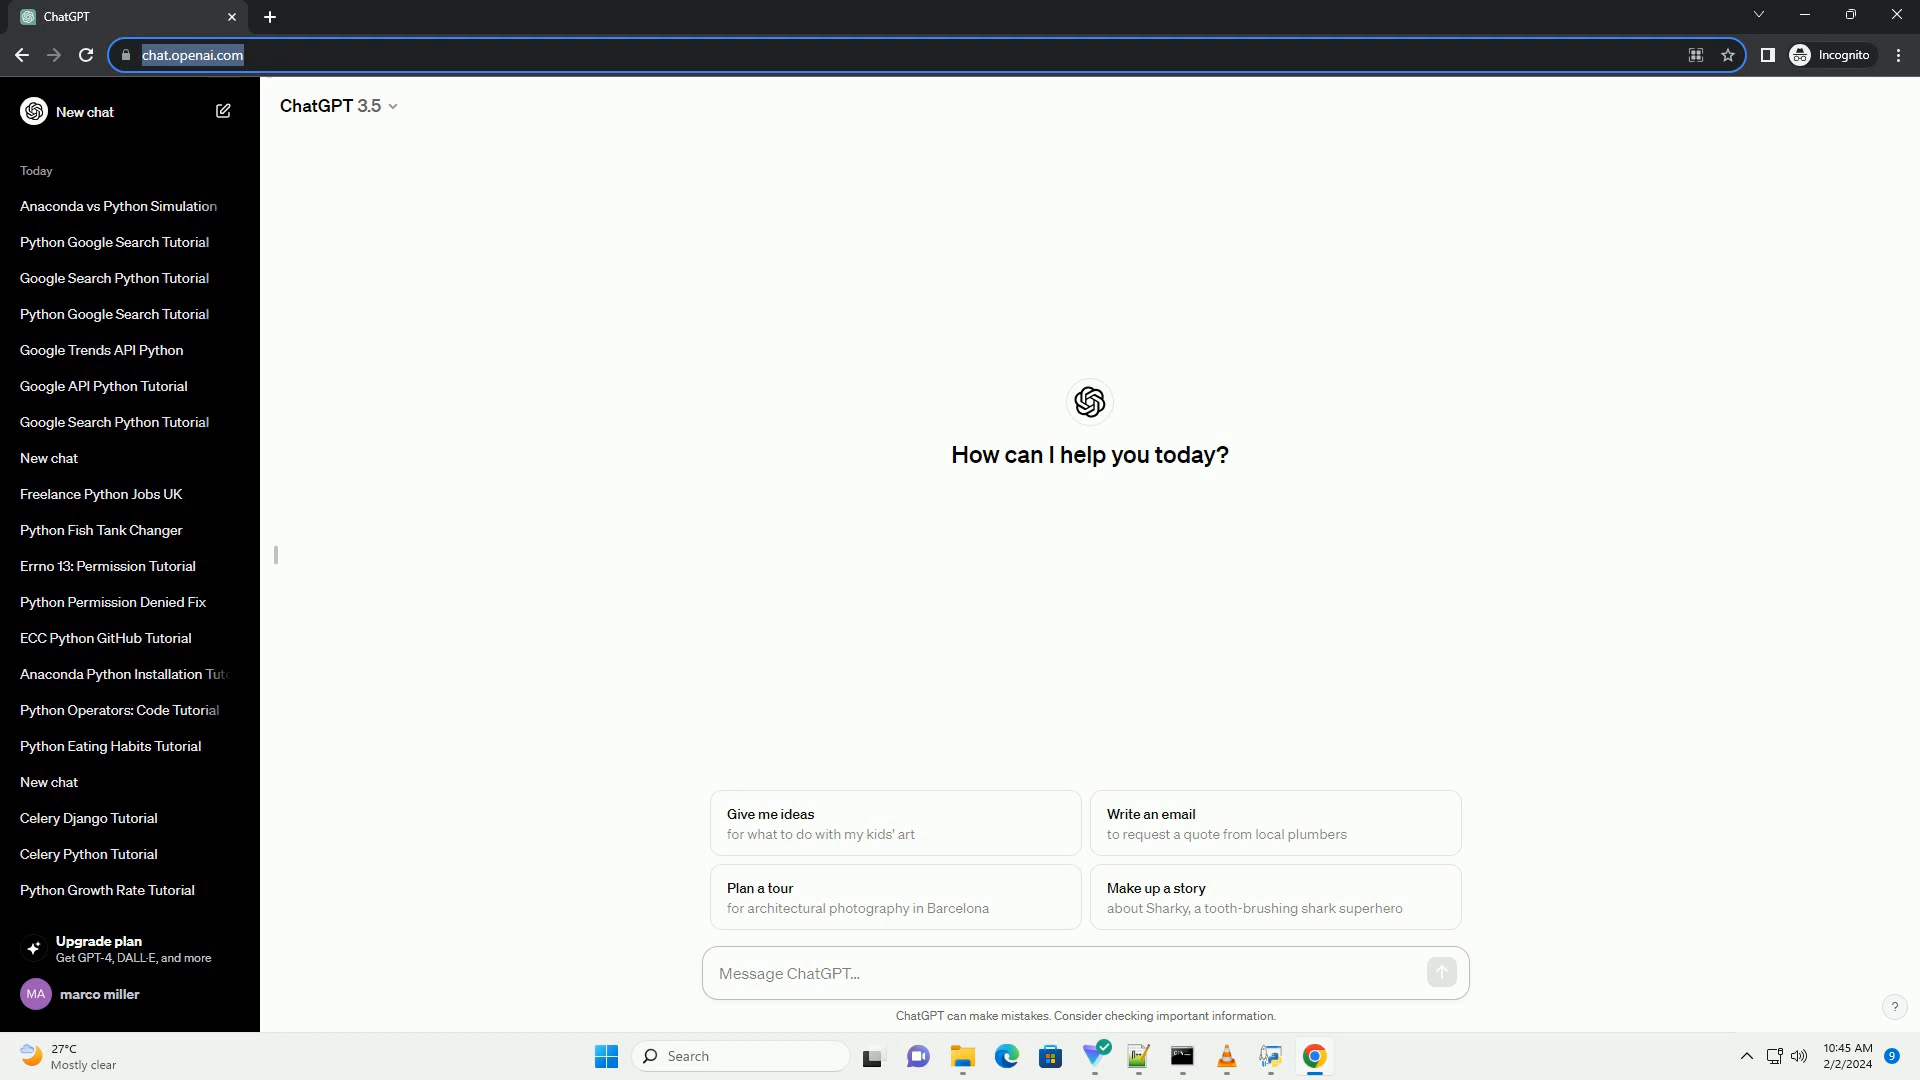 ChatGPT
chat.openai.com
Incognito
New chat
ChatGPT 3.5
Today
Anaconda vs Python Simulation
Python Google Search Tutorial
Google Search Python Tutorial
Python Google Search Tutorial
Google Trends API Python
Google API Python Tutorial
Google Search Python Tutorial
New chat
Freelance Python Jobs UK
Python Fish Tank Changer
Errno 13: Permission Tutorial
Python Permission Denied Fix
ECC Python GitHub Tutorial
Anaconda Python Installation Tut
Python Operators: Code Tutorial
Python Eating Habits Tutorial
New chat
Celery Django Tutorial
Celery Python Tutorial
Python Growth Rate Tutorial
Upgrade plan
Get GPT-4, DALL·E, and more
MA marco miller
How can I help you today?
Give me ideas
for what to do with my kids' art
Write an email
to request a quote from local plumbers
Plan a tour
for architectural photography in Barcelona
Make up a story
about Sharky, a tooth-brushing shark superhero
Message ChatGPT...
ChatGPT can make mistakes. Consider checking important information.
?
27°C
Mostly clear
Search
10:45 AM
2/2/2024
9